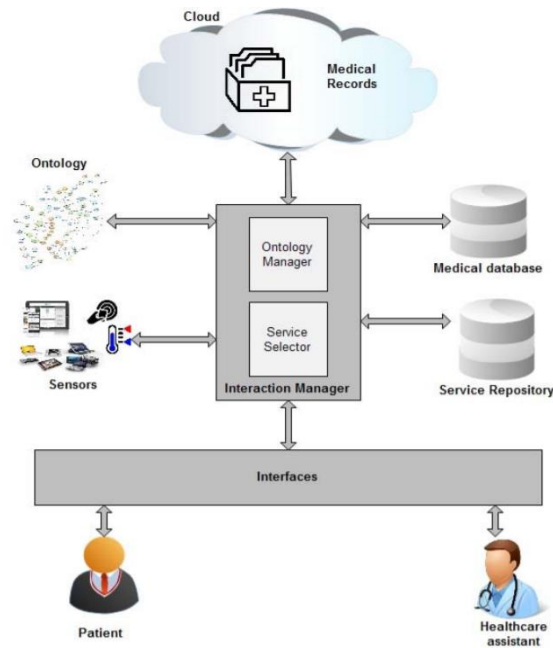 Cloud
Medical
Records
Ontology
Ontology
Manager
Medical database
Service
Selector
Sensors
Interaction Manager
Service Repository
Interfaces
Patient
Healthcare
assistant